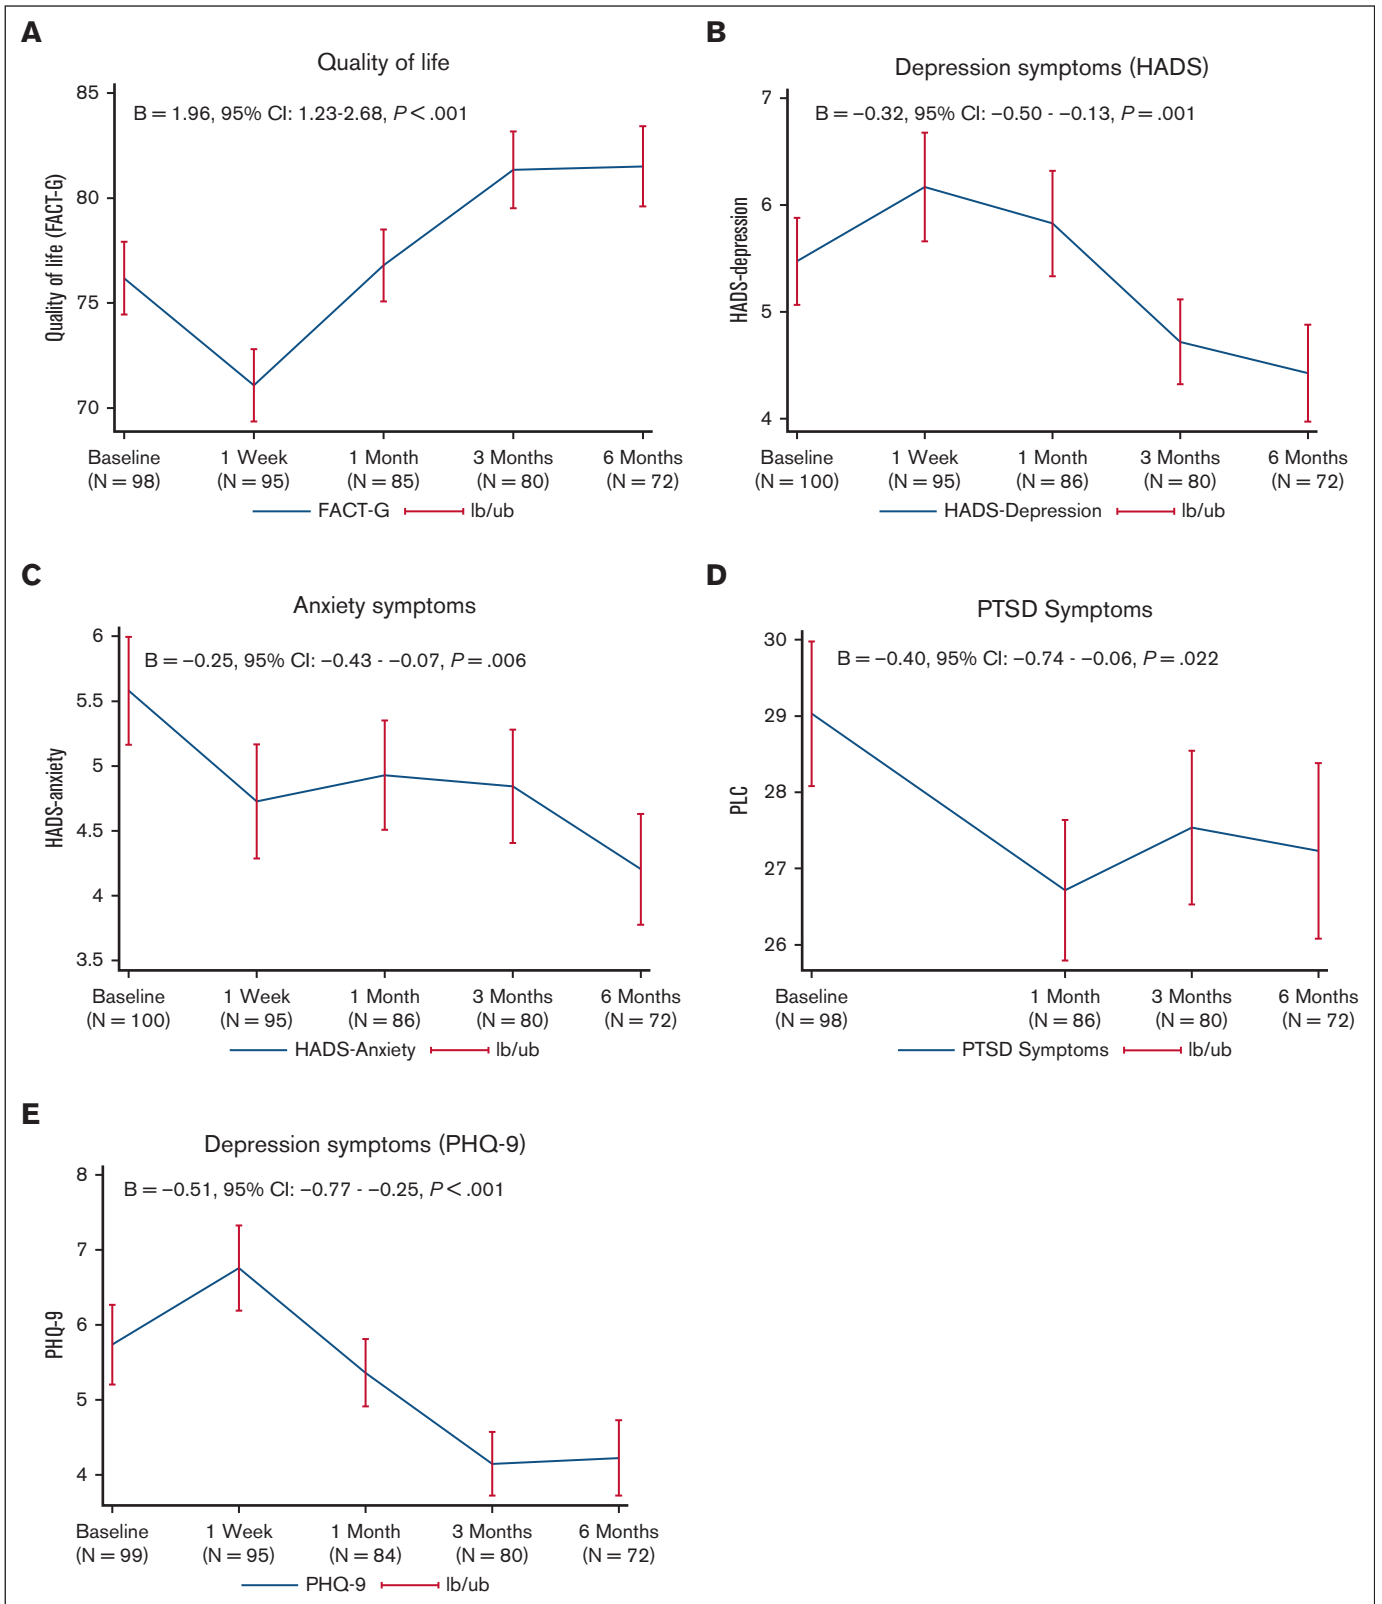 A
Quality of life
B = 1.96, 95% CI: 1.23-2.68, P < .001
Quality of life (FACT-G)
85
80
75
70
Baseline 1 Week 1 Month 3 Months 6 Months
(N = 98) (N = 95) (N = 85) (N = 80) (N = 72)
FACT-G lb/ub
B
Depression symptoms (HADS)
B = –0.32, 95% CI: –0.50 - –0.13, P = .001
HADS-depression
7
6
5
4
Baseline 1 Week 1 Month 3 Months 6 Months
(N = 100) (N = 95) (N = 86) (N = 80) (N = 72)
HADS-Depression lb/ub
C
Anxiety symptoms
B = –0.25, 95% CI: –0.43 - –0.07, P = .006
HADS-anxiety
6
5.5
5
4.5
4
3.5
Baseline 1 Week 1 Month 3 Months 6 Months
(N = 100) (N = 95) (N = 86) (N = 80) (N = 72)
HADS-Anxiety lb/ub
D
PTSD Symptoms
B = –0.40, 95% CI: –0.74 - –0.06, P = .022
PLC
30
29
28
27
26
Baseline 1 Month 3 Months 6 Months
(N = 98) (N = 86) (N = 80) (N = 72)
PTSD Symptoms lb/ub
E
Depression symptoms (PHQ-9)
B = –0.51, 95% CI: –0.77 - –0.25, P < .001
PHQ-9
8
7
6
5
4
Baseline 1 Week 1 Month 3 Months 6 Months
(N = 99) (N = 95) (N = 84) (N = 80) (N = 72)
PHQ-9 lb/ub